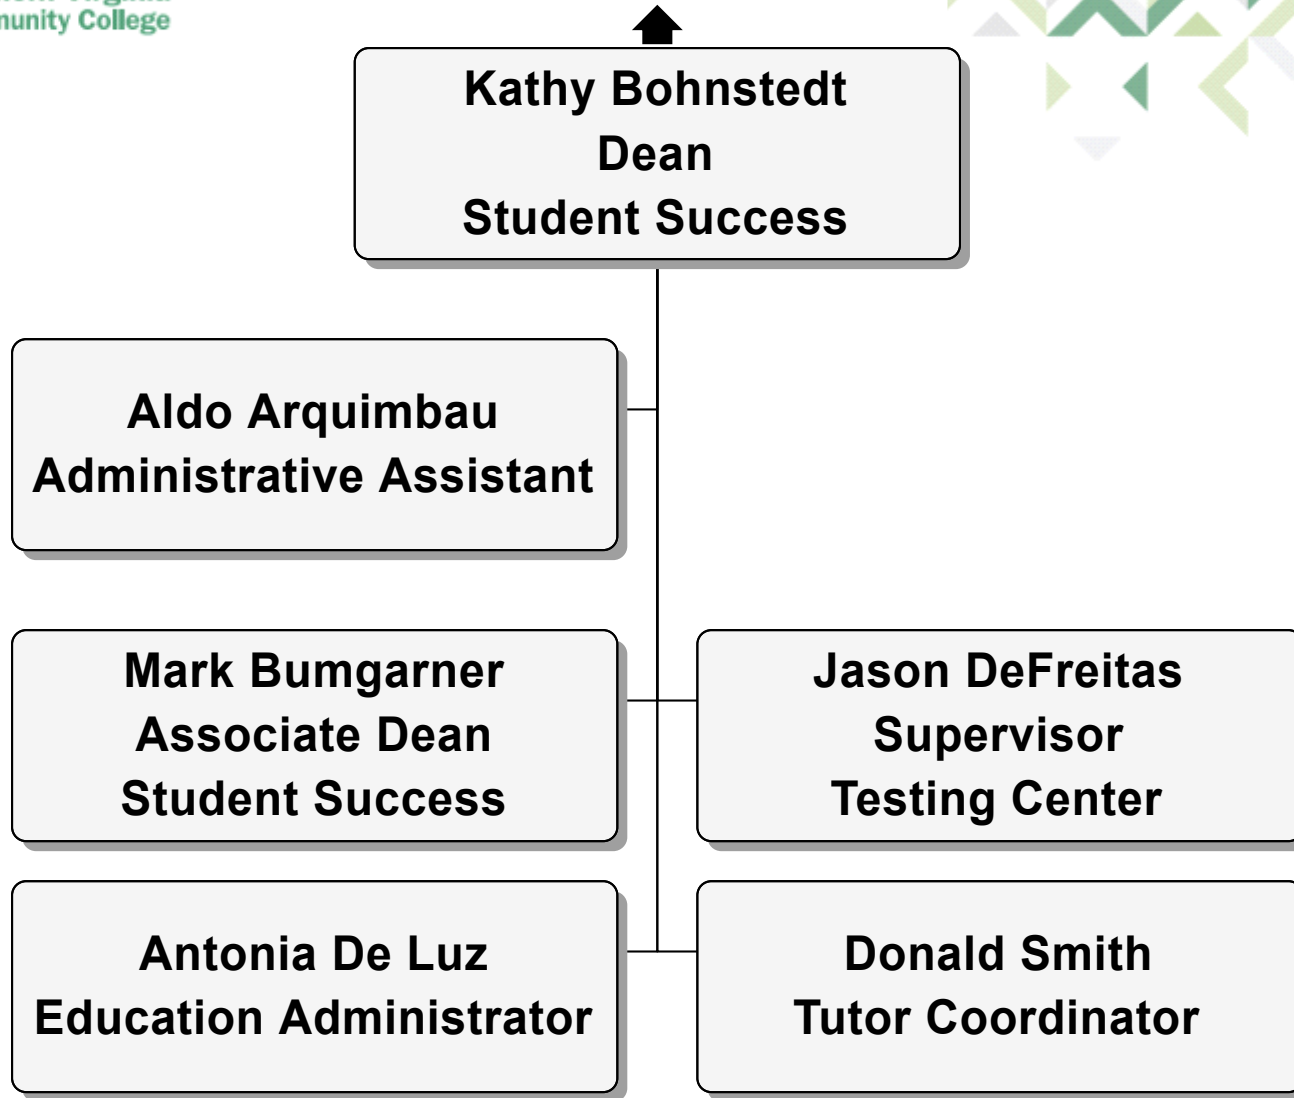 College
Kathy Bohnstedt
Dean
Student Success
Aldo Arquimbau
Administrative Assistant
Mark Bumgarner
Associate Dean
Student Success
Jason DeFreitas
Supervisor
Testing Center
Antonia De Luz
Education Administrator
Donald Smith
Tutor Coordinator